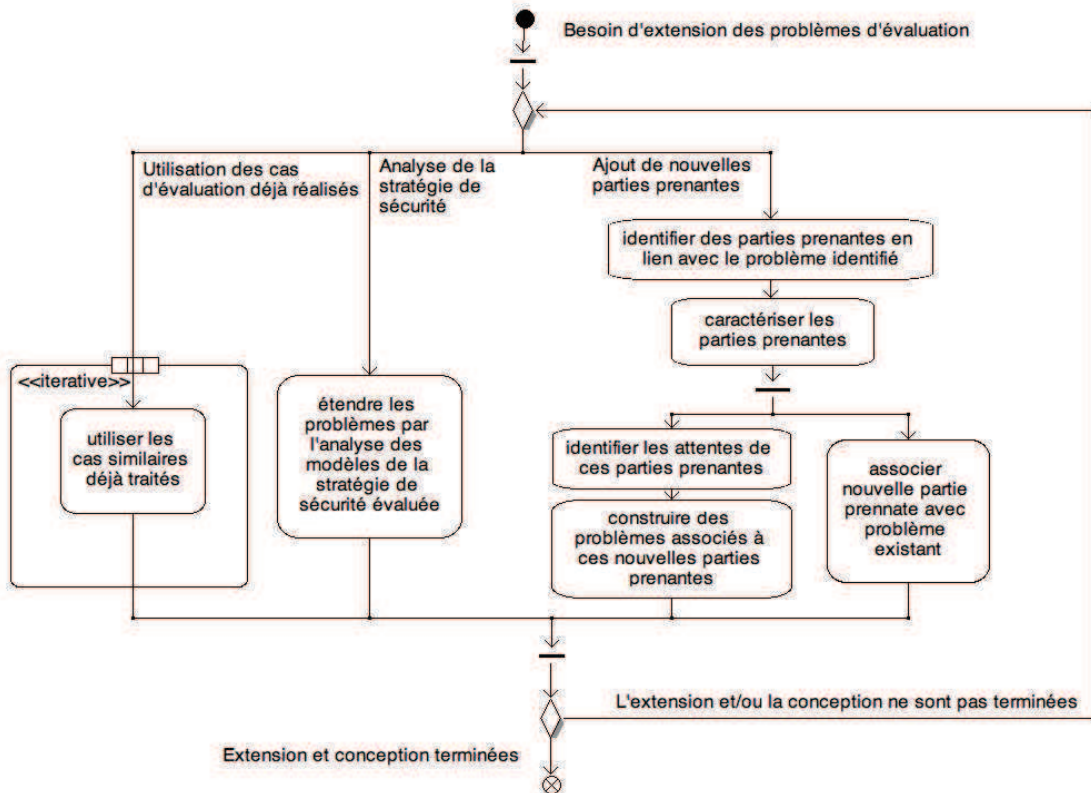 Besoin d'extension des problèmes d'évaluation
Utilisation des cas
d'évaluation déjà réalisés
Analyse de la
stratégie de
sécurité
Ajout de nouvelles
parties prenantes
identifier des parties prenantes en
lien avec le problème identifié
caractériser les
parties prenantes
<<iterative>>
utiliser les
cas similaires
déjà traités
étendre les
problèmes par
l'analyse des
modèles de la
stratégie de
sécurité évaluée
identifier les attentes de
ces parties prenantes
construire des
problèmes associés à
ces nouvelles parties
prenantes
associer
nouvelle partie
prennate avec
problème
existant
L'extension et/ou la conception ne sont pas terminées
Extension et conception terminées